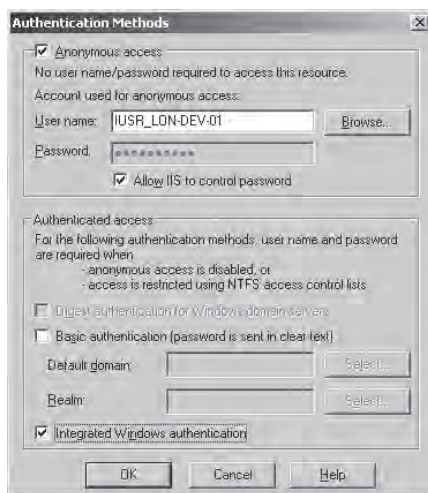 Authentication Methods
Anonymous access
No user name/password required to access this resource.
Account used for anonymous access:
User name: IUSR_LON-DEV-01 Browse...
Password: **********
Allow IIS to control password
Authenticated access
For the following authentication methods, user name and password
are required when
- anonymous access is disabled, or
- access is restricted using NTFS access control lists
Digest authentication for Windows domain servers
Basic authentication (password is sent in clear text)
Default domain: Select...
Realm: Select...
Integrated Windows authentication
OK Cancel Help